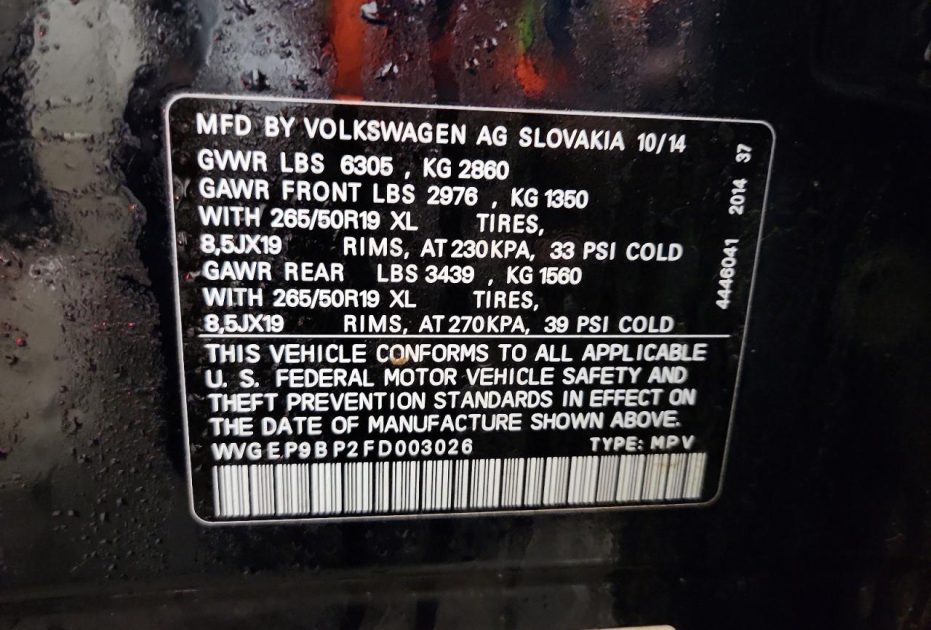 MFD BY VOLKSWAGEN AG SLOVAKIA 10/14
GVWR LBS 6305 , KG 2860
GAWR FRONT LBS 2976 , KG 1350
WITH 265/50R19 XL TIRES,
8,5JX19 RIMS, AT 230KPA, 33 PSI COLD
GAWR REAR LBS 3439 , KG 1560
WITH 265/50R19 XL TIRES,
8,5JX19 RIMS, AT 270KPA, 39 PSI COLD
THIS VEHICLE CONFORMS TO ALL APPLICABLE
U. S. FEDERAL MOTOR VEHICLE SAFETY AND
THEFT PREVENTION STANDARDS IN EFFECT ON
THE DATE OF MANUFACTURE SHOWN ABOVE.
WVGEP9BP2FD003026 TYPE: MPV
4446041 2014 37